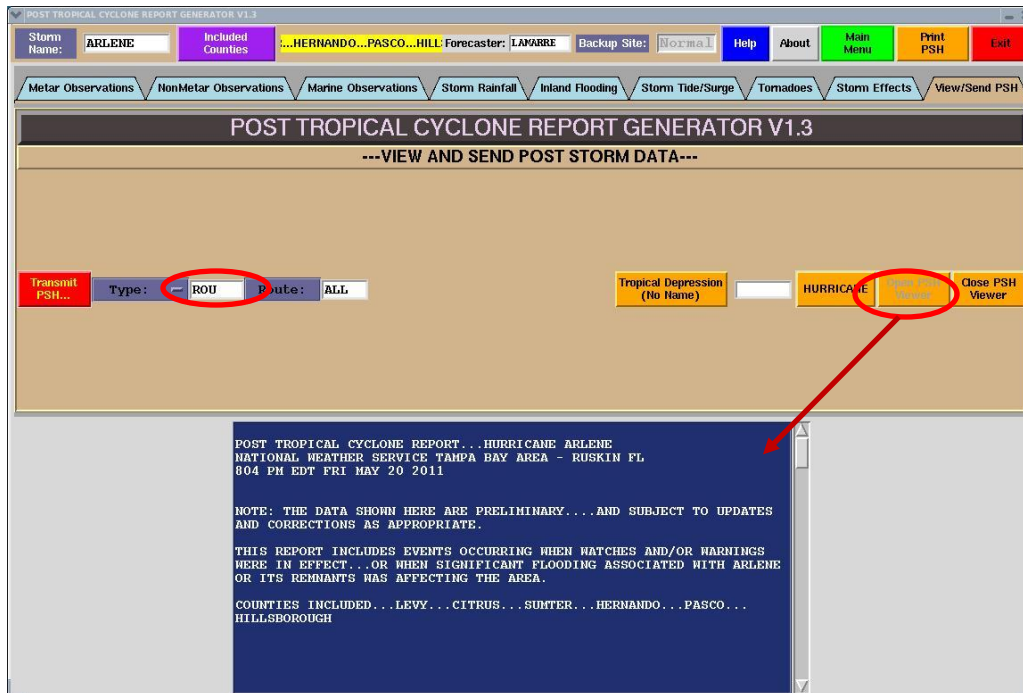 POST TROPICAL CYCLONE REPORT GENERATOR V1.3
Storm Name: ARLENE Included Counties :...HERNANDO...PASCO...HILL: Forecaster: LAMARRE Backup Site: Normal Help About Main Menu Print PSH Exit
Metar Observations NonMetar Observations Marine Observations Storm Rainfall Inland Flooding Storm Tide/Surge Tornadoes Storm Effects View/Send PSH
POST TROPICAL CYCLONE REPORT GENERATOR V1.3
---VIEW AND SEND POST STORM DATA---
Transmit PSH... Type: ROU Route: ALL Tropical Depression (No Name) HURRICANE Open PSH Viewer Close PSH Viewer
POST TROPICAL CYCLONE REPORT...HURRICANE ARLENE
NATIONAL WEATHER SERVICE TAMPA BAY AREA - RUSKIN FL
804 PM EDT FRI MAY 20 2011
NOTE: THE DATA SHOWN HERE ARE PRELIMINARY....AND SUBJECT TO UPDATES
AND CORRECTIONS AS APPROPRIATE.
THIS REPORT INCLUDES EVENTS OCCURRING WHEN WATCHES AND/OR WARNINGS
WERE IN EFFECT...OR WHEN SIGNIFICANT FLOODING ASSOCIATED WITH ARLENE
OR ITS REMNANTS WAS AFFECTING THE AREA.
COUNTIES INCLUDED...LEVY...CITRUS...SUMTER...HERNANDO...PASCO...
HILLSBOROUGH